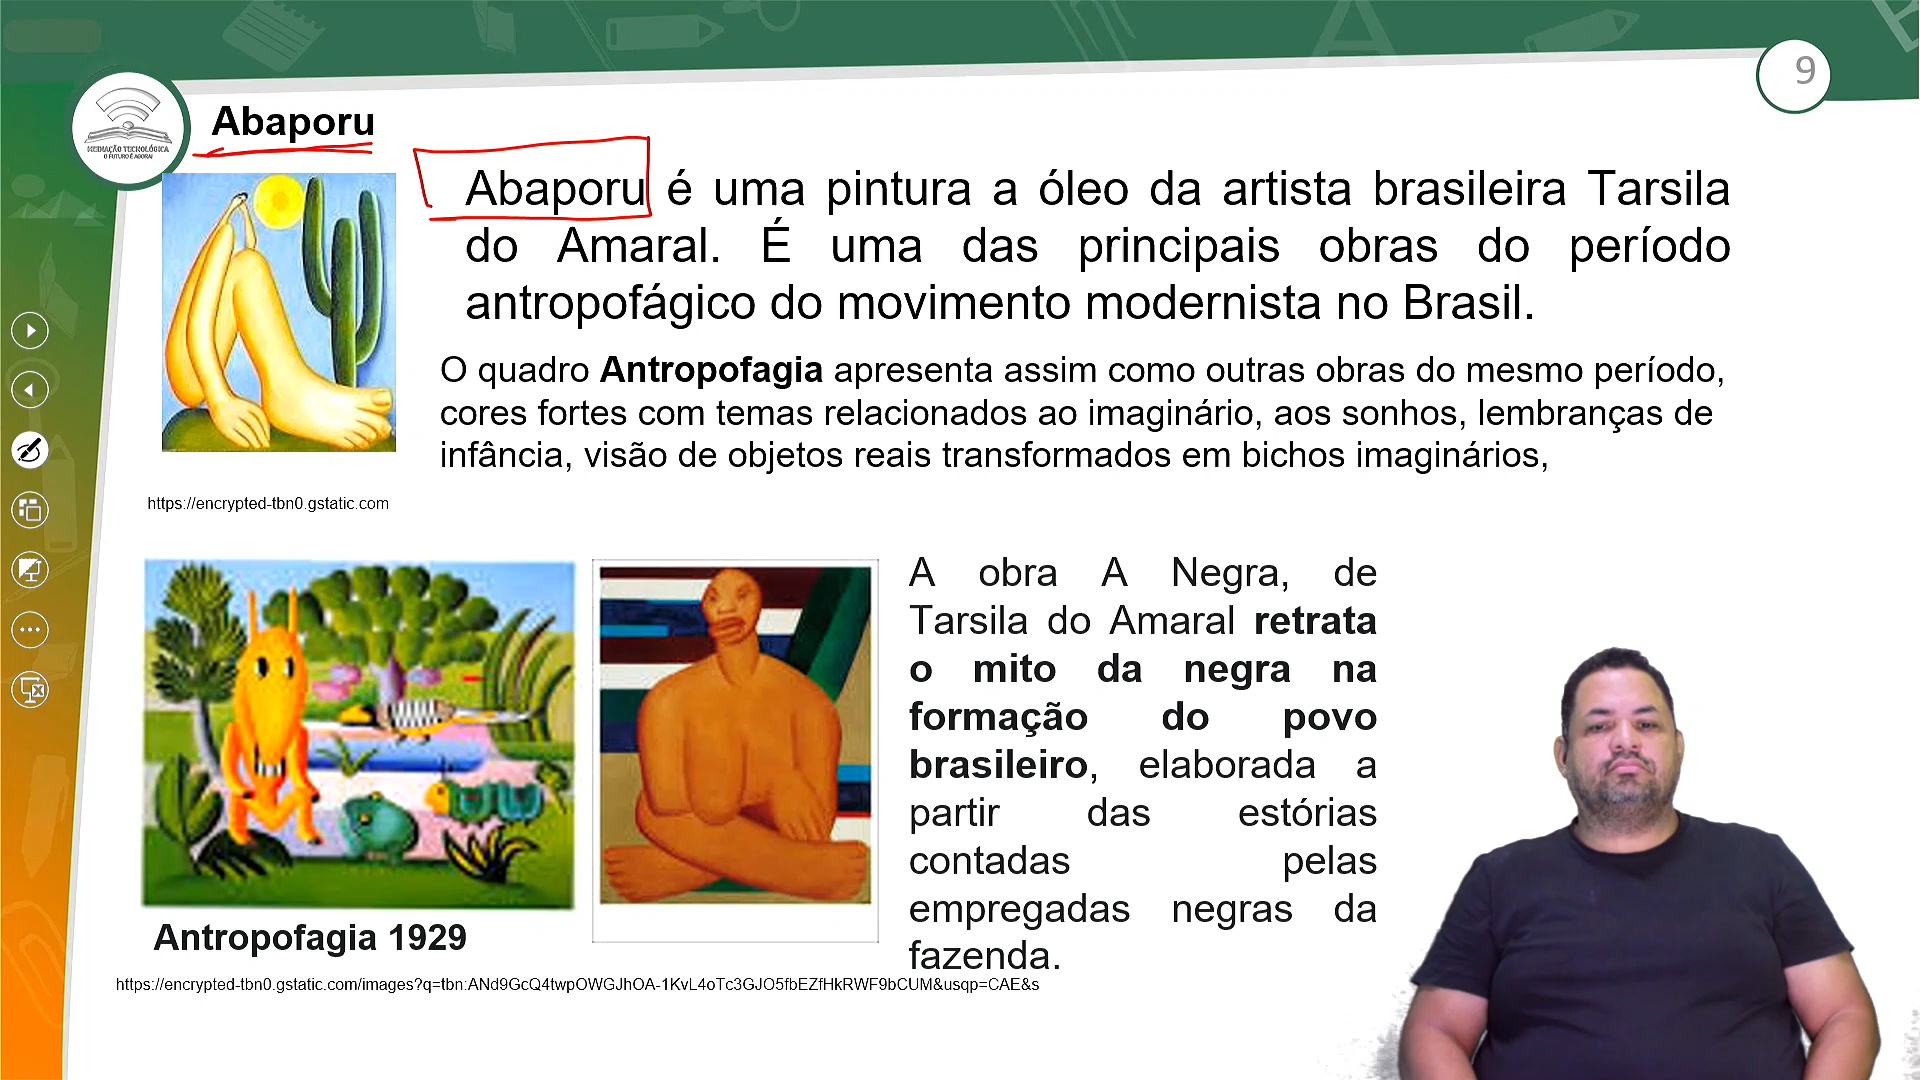 9
MEDIAÇÃO TECNOLÓGICA
O FUTURO É AGORA!
Abaporu
Abaporu é uma pintura a óleo da artista brasileira Tarsila
do Amaral. É uma das principais obras do período
antropofágico do movimento modernista no Brasil.
O quadro Antropofagia apresenta assim como outras obras do mesmo período,
cores fortes com temas relacionados ao imaginário, aos sonhos, lembranças de
infância, visão de objetos reais transformados em bichos imaginários,
https://encrypted-tbn0.gstatic.com
A obra A Negra, de
Tarsila do Amaral retrata
o mito da negra na
formação do povo
brasileiro, elaborada a
partir das estórias
contadas pelas
empregadas negras da
fazenda.
Antropofagia 1929
https://encrypted-tbn0.gstatic.com/images?q=tbn:ANd9GcQ4twpOWGJhOA-1KvL4oTc3GJO5fbEZfHkRWF9bCUM&usqp=CAE&s